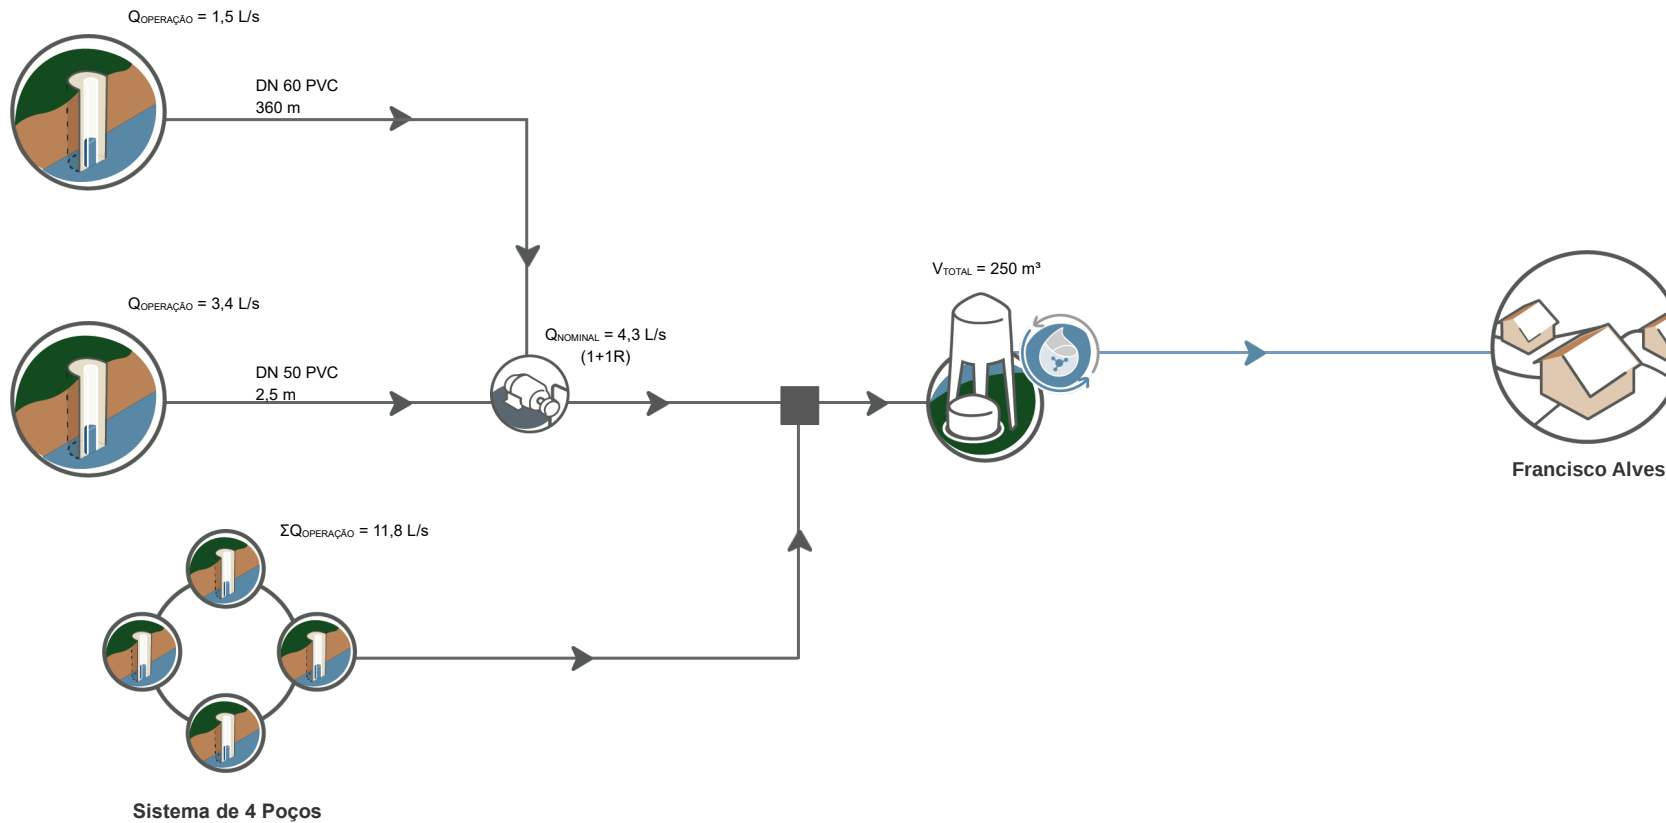 QOPERAÇÃO = 1,5 L/s
DN 60 PVC
360 m
QOPERAÇÃO = 3,4 L/s
DN 50 PVC
2,5 m
QNOMINAL = 4,3 L/s
(1+1R)
VTOTAL = 250 m³
Francisco Alves
ΣQOPERAÇÃO = 11,8 L/s
Sistema de 4 Poços